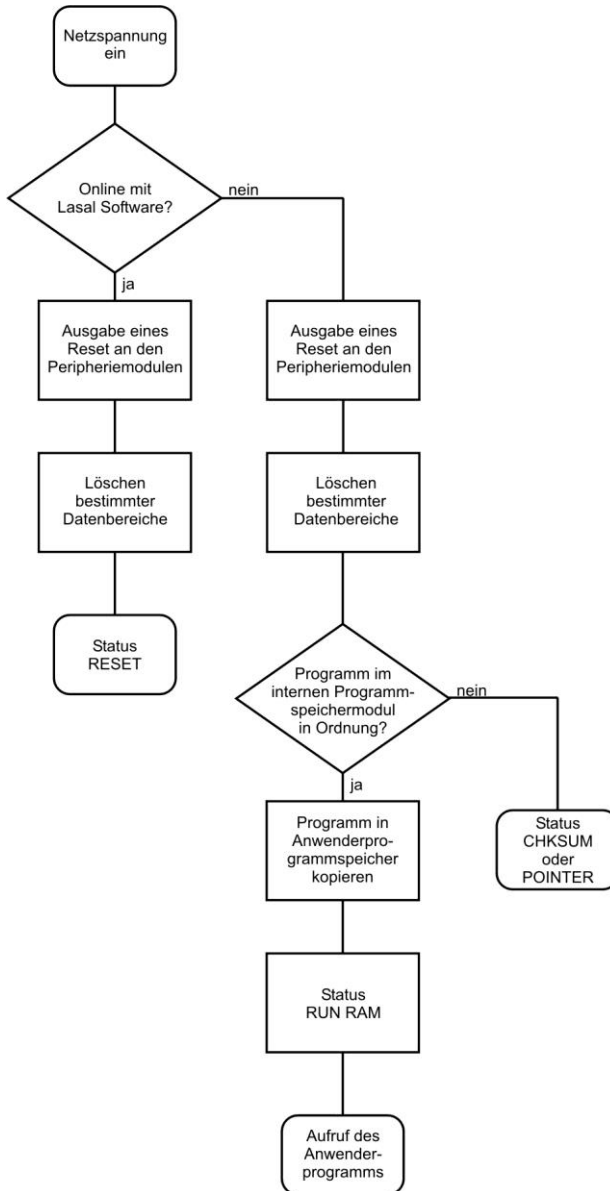 Netzspannung
ein
Online mit
Lasal Software?
nein
ja
Ausgabe eines
Reset an den
Peripheriemodulen
Ausgabe eines
Reset an den
Peripheriemodulen
Löschen
bestimmter
Datenbereiche
Löschen
bestimmter
Datenbereiche
Status
RESET
Programm im
internen Programm-
speichermodul
in Ordnung?
nein
ja
Programm in
Anwenderpro-
grammspeicher
kopieren
Status
CHKSUM
oder
POINTER
Status
RUN RAM
Aufruf des
Anwender-
programms